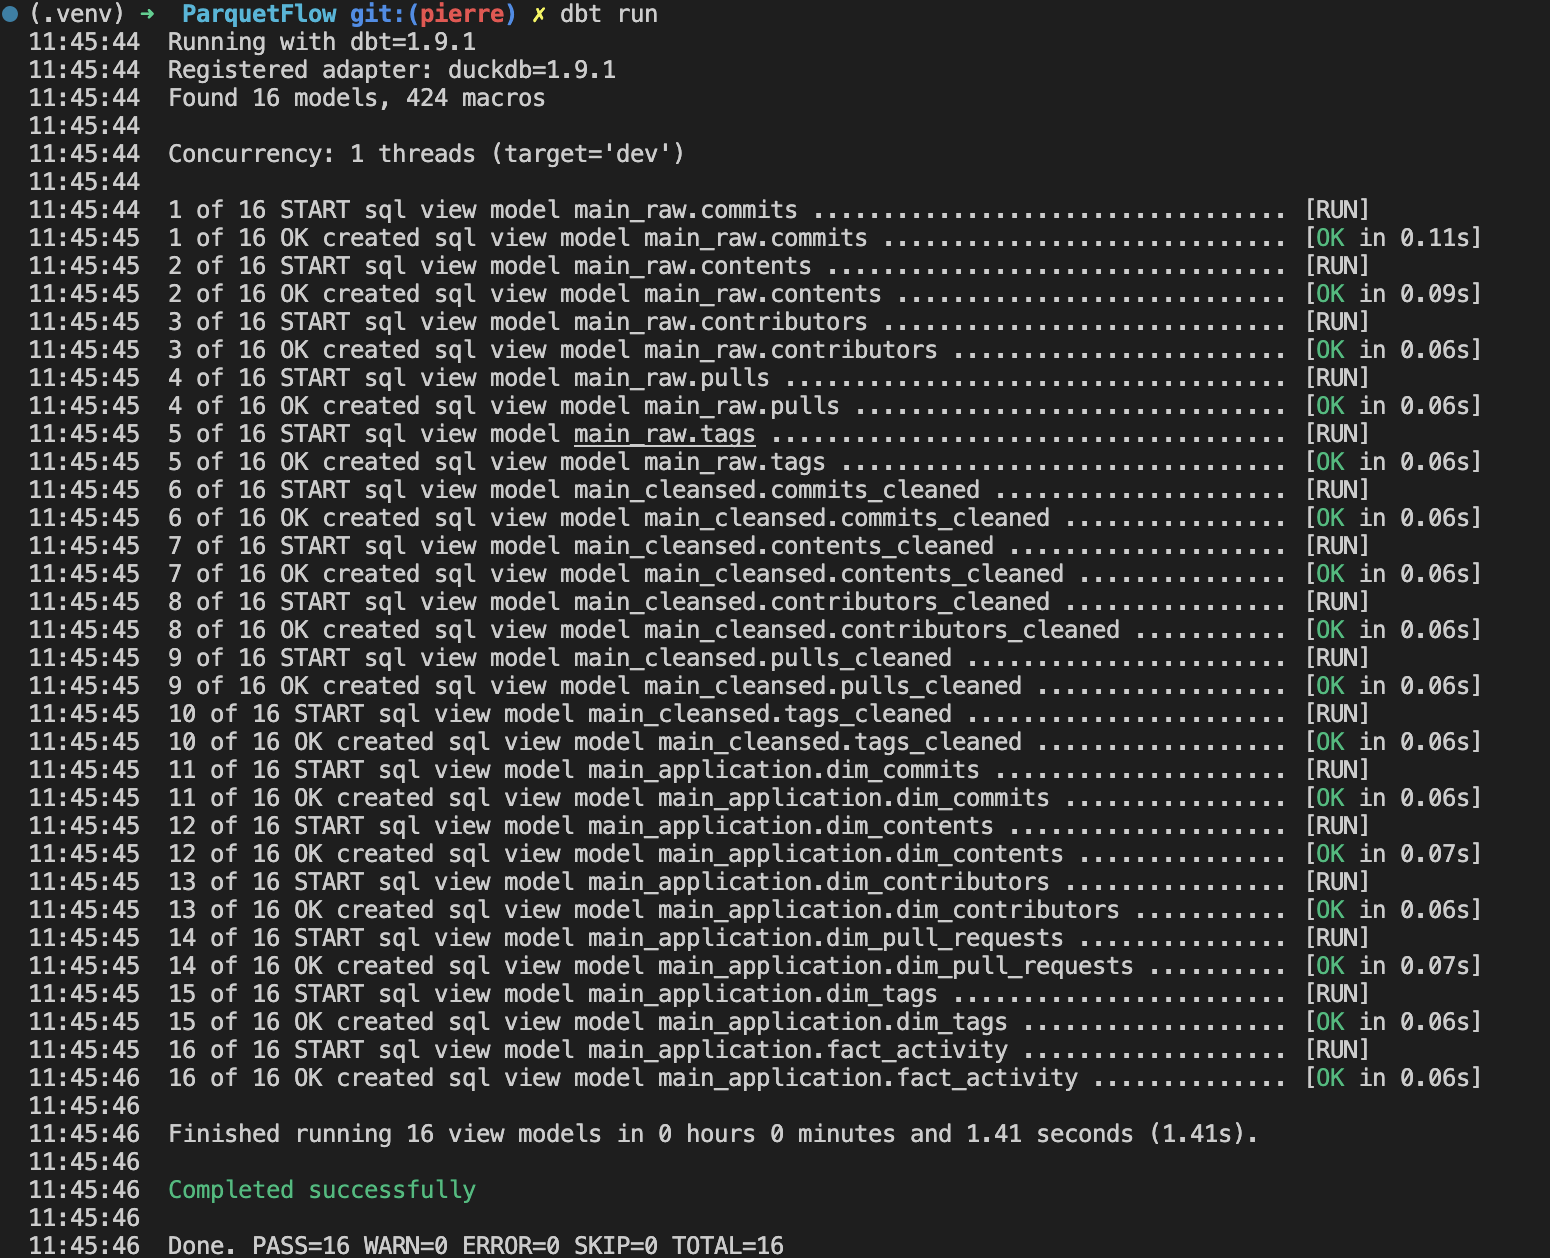 (.venv) ➜ ParquetFlow git:(pierre) ✗ dbt run
11:45:44 Running with dbt=1.9.1
11:45:44 Registered adapter: duckdb=1.9.1
11:45:44 Found 16 models, 424 macros
11:45:44
11:45:44 Concurrency: 1 threads (target='dev')
11:45:44
11:45:44 1 of 16 START sql view model main_raw.commits .................................. [RUN]
11:45:45 1 of 16 OK created sql view model main_raw.commits ............................. [OK in 0.11s]
11:45:45 2 of 16 START sql view model main_raw.contents ................................. [RUN]
11:45:45 2 of 16 OK created sql view model main_raw.contents ............................ [OK in 0.09s]
11:45:45 3 of 16 START sql view model main_raw.contributors ............................. [RUN]
11:45:45 3 of 16 OK created sql view model main_raw.contributors ........................ [OK in 0.06s]
11:45:45 4 of 16 START sql view model main_raw.pulls .................................... [RUN]
11:45:45 4 of 16 OK created sql view model main_raw.pulls ............................... [OK in 0.06s]
11:45:45 5 of 16 START sql view model main_raw.tags ..................................... [RUN]
11:45:45 5 of 16 OK created sql view model main_raw.tags ................................ [OK in 0.06s]
11:45:45 6 of 16 START sql view model main_cleansed.commits_cleaned ..................... [RUN]
11:45:45 6 of 16 OK created sql view model main_cleansed.commits_cleaned ................ [OK in 0.06s]
11:45:45 7 of 16 START sql view model main_cleansed.contents_cleaned .................... [RUN]
11:45:45 7 of 16 OK created sql view model main_cleansed.contents_cleaned ............... [OK in 0.06s]
11:45:45 8 of 16 START sql view model main_cleansed.contributors_cleaned ................ [RUN]
11:45:45 8 of 16 OK created sql view model main_cleansed.contributors_cleaned ........... [OK in 0.06s]
11:45:45 9 of 16 START sql view model main_cleansed.pulls_cleaned ....................... [RUN]
11:45:45 9 of 16 OK created sql view model main_cleansed.pulls_cleaned .................. [OK in 0.06s]
11:45:45 10 of 16 START sql view model main_cleansed.tags_cleaned ....................... [RUN]
11:45:45 10 of 16 OK created sql view model main_cleansed.tags_cleaned .................. [OK in 0.06s]
11:45:45 11 of 16 START sql view model main_application.dim_commits ..................... [RUN]
11:45:45 11 of 16 OK created sql view model main_application.dim_commits ................ [OK in 0.06s]
11:45:45 12 of 16 START sql view model main_application.dim_contents .................... [RUN]
11:45:45 12 of 16 OK created sql view model main_application.dim_contents ............... [OK in 0.07s]
11:45:45 13 of 16 START sql view model main_application.dim_contributors ................ [RUN]
11:45:45 13 of 16 OK created sql view model main_application.dim_contributors ........... [OK in 0.06s]
11:45:45 14 of 16 START sql view model main_application.dim_pull_requests ............... [RUN]
11:45:45 14 of 16 OK created sql view model main_application.dim_pull_requests .......... [OK in 0.07s]
11:45:45 15 of 16 START sql view model main_application.dim_tags ........................ [RUN]
11:45:45 15 of 16 OK created sql view model main_application.dim_tags ................... [OK in 0.06s]
11:45:45 16 of 16 START sql view model main_application.fact_activity ................... [RUN]
11:45:46 16 of 16 OK created sql view model main_application.fact_activity .............. [OK in 0.06s]
11:45:46
11:45:46 Finished running 16 view models in 0 hours 0 minutes and 1.41 seconds (1.41s).
11:45:46
11:45:46 Completed successfully
11:45:46
11:45:46 Done. PASS=16 WARN=0 ERROR=0 SKIP=0 TOTAL=16